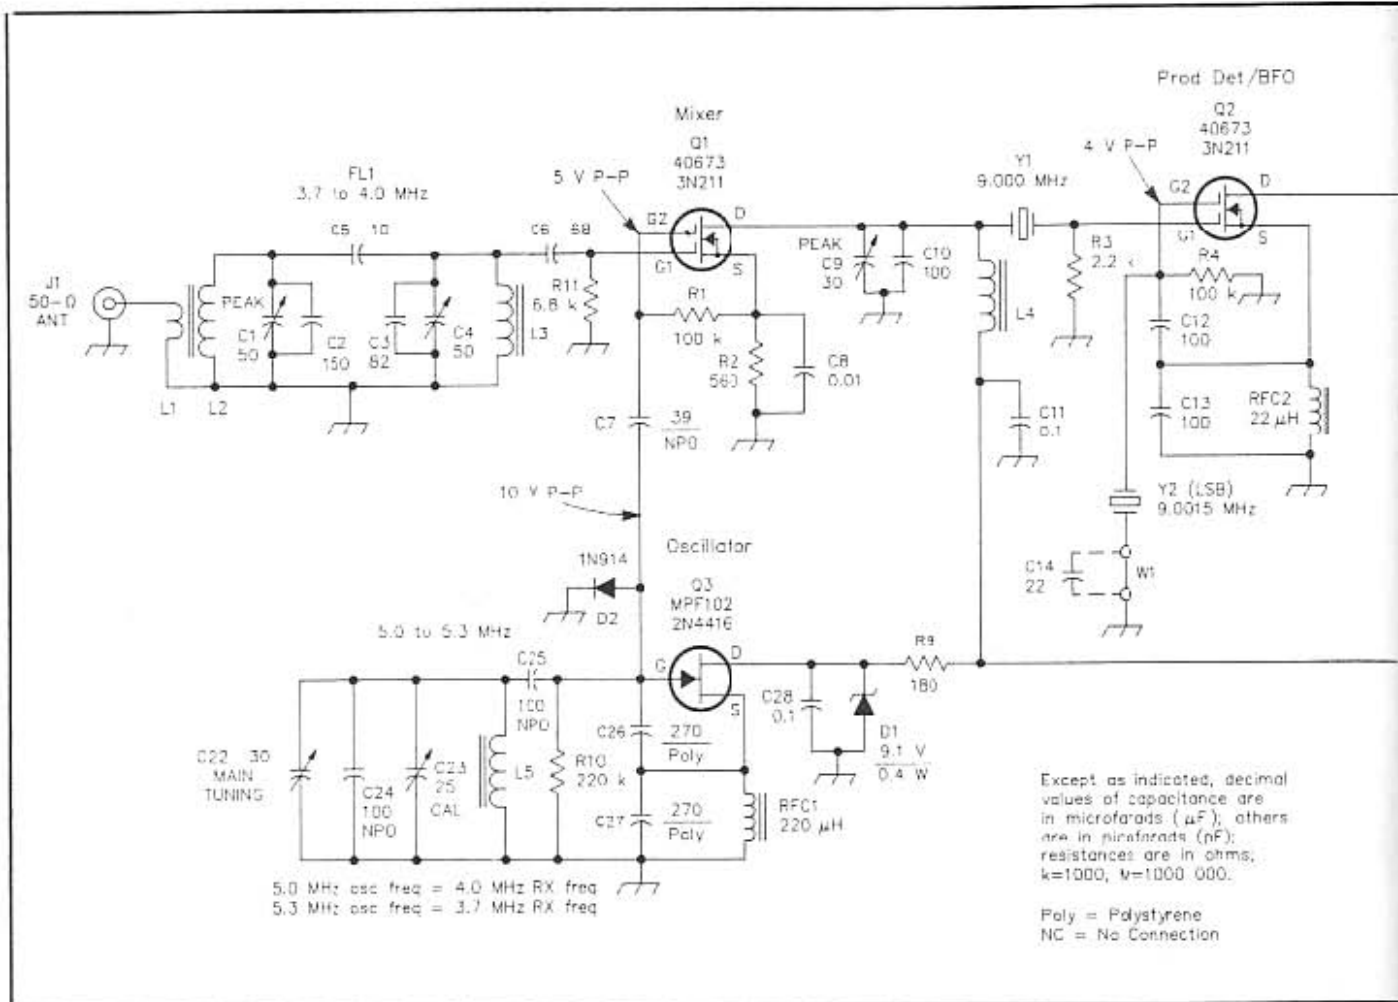 Prod Det/BFO
Q2
40673
3N211
Mixer
Q1
40673
3N211
FL1
3.7 to 4.0 MHz
5 V P-P
Y1
9.000 MHz
4 V P-P
G2
D
G1
S
C5 10
C6 68
G2
D
G1
S
PEAK
C9
30
C10
100
R3
2.2 k
R4
100 k
J1
50-Ω
ANT
PEAK
C1
50
C2
150
C3
82
C4
50
L3
R11
6.8 k
R1
100 k
R2
560
C8
0.01
L4
C12
100
L1
L2
C7
39
NPO
C11
0.1
C13
100
RFC2
22 μH
10 V P-P
Y2 (LSB)
9.0015 MHz
Oscillator
1N914
D2
Q3
MPF102
2N4416
C14
22
W1
5.0 to 5.3 MHz
C25
100
NPO
G
D
S
R9
180
C28
0.1
D1
9.1 V
0.4 W
C22 30
MAIN
TUNING
C24
100
NPO
C23
25
CAL
L5
R10
220 k
C26
270
Poly
C27
270
Poly
RFC1
220 μH
5.0 MHz osc freq = 4.0 MHz RX freq
5.3 MHz osc freq = 3.7 MHz RX freq
Except as indicated, decimal
values of capacitance are
in microfarads (μF); others
are in picofarads (pF);
resistances are in ohms;
k=1000, M=1000 000.
Poly = Polystyrene
NC = No Connection